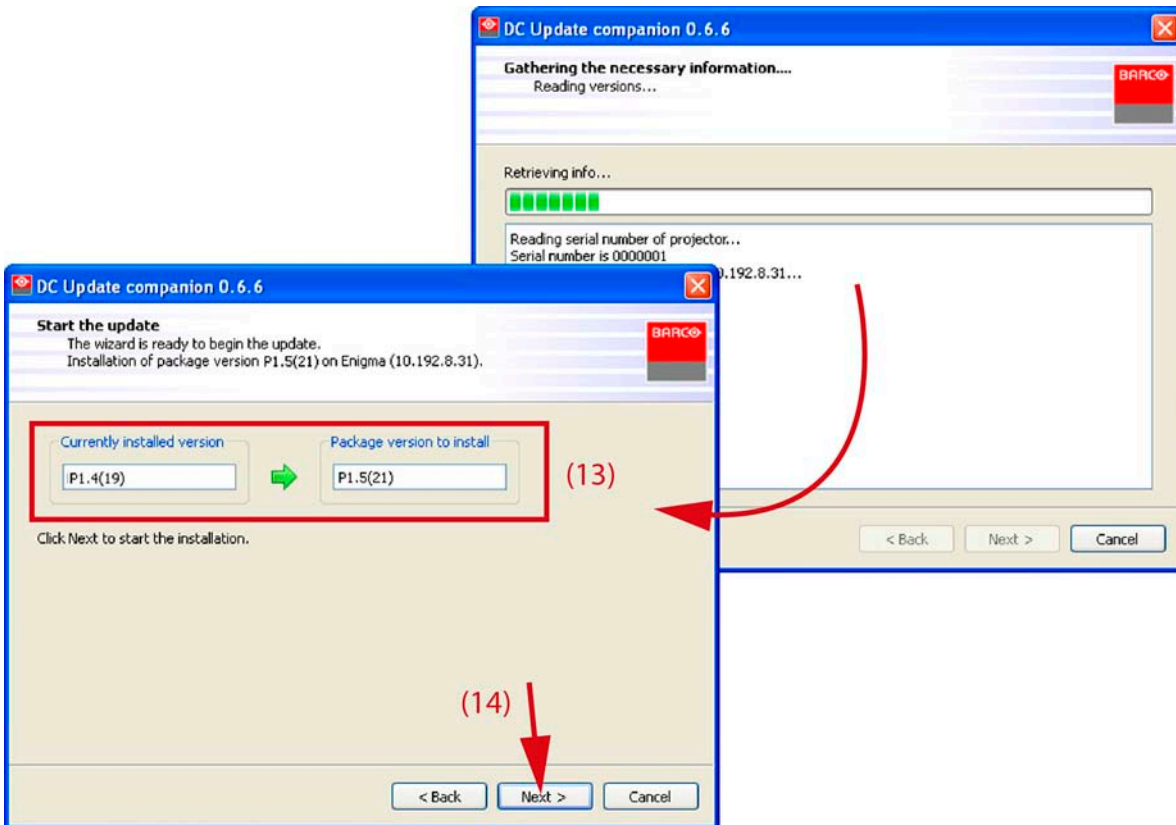 DC Update companion 0.6.6
Gathering the necessary information....
Reading versions...
BARCO
Retrieving info...
Reading serial number of projector...
Serial number is 0000001
.192.8.31...
< Back Next > Cancel
DC Update companion 0.6.6
Start the update
The wizard is ready to begin the update.
Installation of package version P1.5(21) on Enigma (10.192.8.31).
BARCO
Currently installed version Package version to install
P1.4(19) P1.5(21)
(13)
Click Next to start the installation.
(14)
< Back Next > Cancel